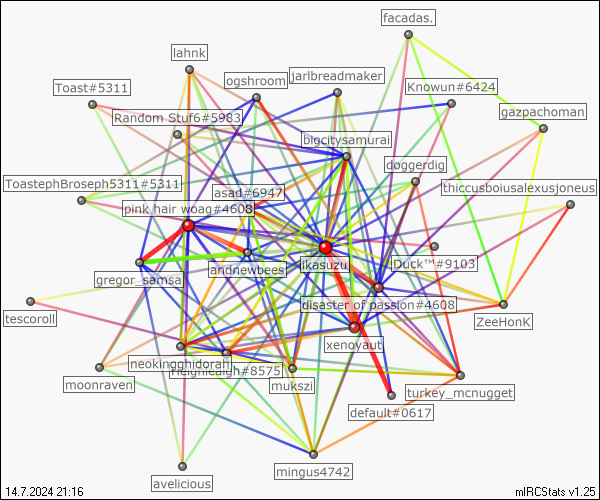 facadas.
lahnk
jarlbreadmaker
ogshroom
Toast#5311
Knowun#6424
gazpachoman
Random Stuf6#5983
bigcitysamurai
doggerdig
ToastephBroseph5311#5311
asad#6947
thiccusboiusalexusjoneus
pink hair woag#4608
ikasuzu
Duck™#9103
andnewbees
gregor_samsa
disaster of passion#4608
tescoroll
ZeeHonK
xenoyaut
neokingghidorah
moonraven
mukszi
turkey_mcnugget
default#0617
avelicious
mingus4742
14.7.2024 21:16
mIRCStats v1.25